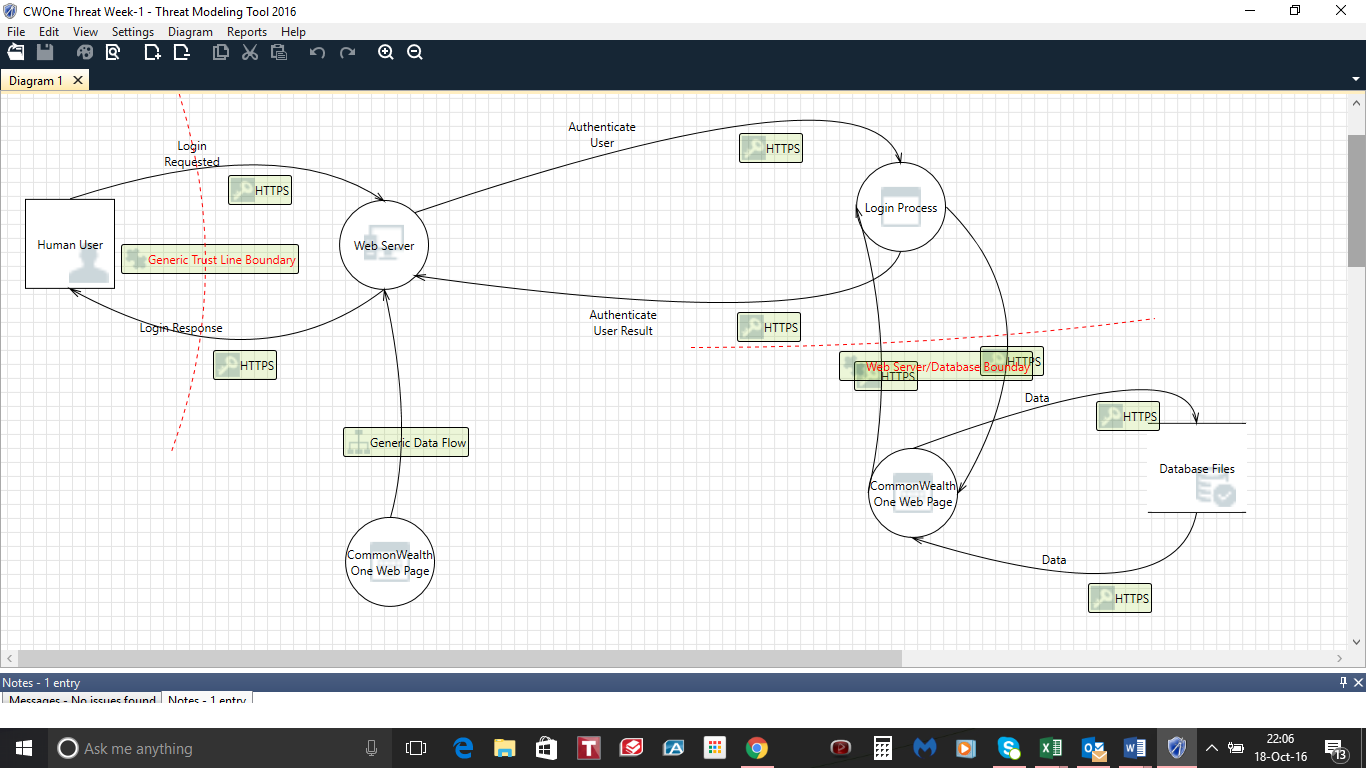 CWOne Threat Week-1 - Threat Modeling Tool 2016
File Edit View Settings Diagram Reports Help
Diagram 1
Login
Requested
HTTPS
Human User
Generic Trust Line Boundary
Web Server
Login Response
HTTPS
Authenticate
User
HTTPS
Login Process
Authenticate
User Result
HTTPS
HTTPS
Web Server/Database Bounday
HTTPS
Data
HTTPS
Generic Data Flow
Database Files
CommonWealth
One Web Page
CommonWealth
One Web Page
Data
HTTPS
Notes - 1 entry
Messages - No issues found
Notes - 1 entry
Ask me anything
22:06
18-Oct-16
13